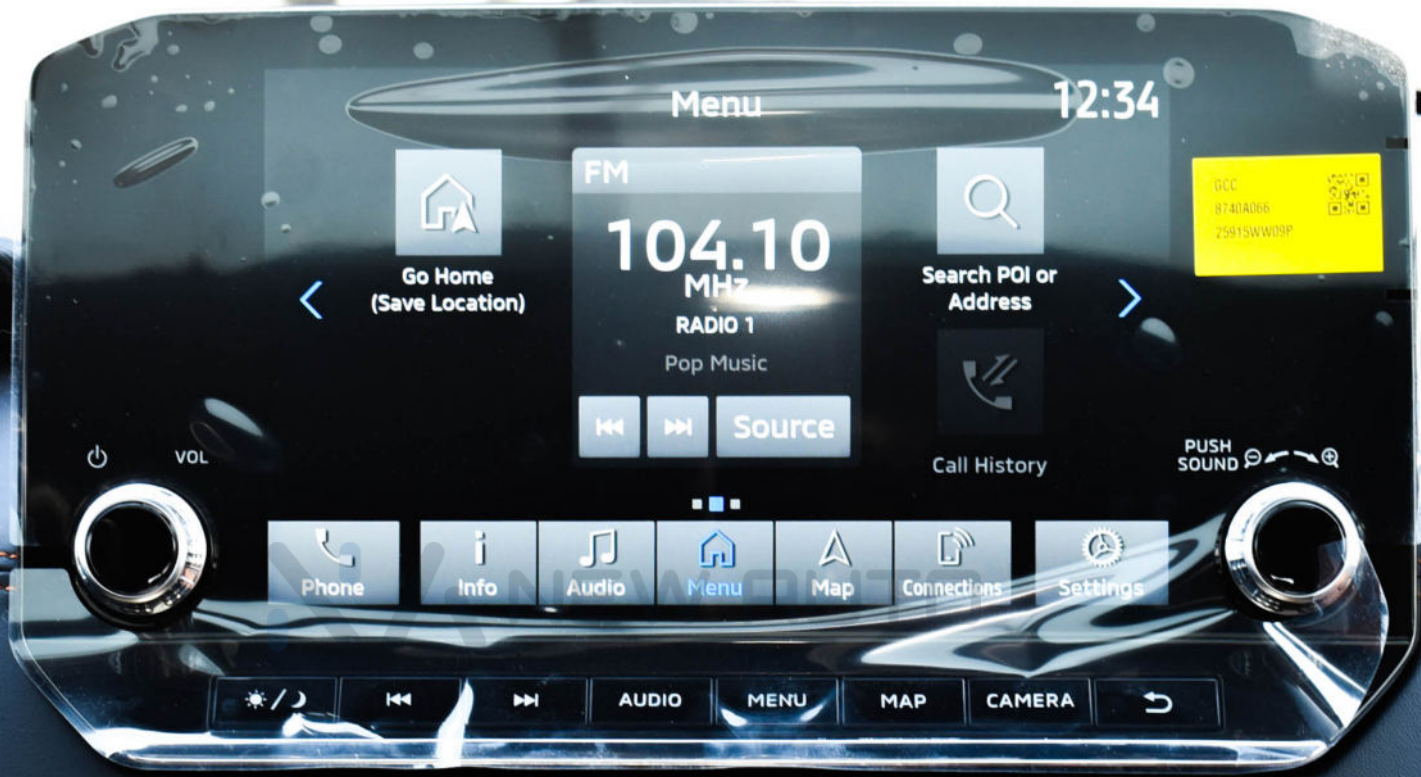 Menu
12:34
FM
104.10
MHz
RADIO 1
Pop Music
Source
Go Home
(Save Location)
Search POI or
Address
Call History
GCC
8740A066
25915WW09P
VOL
PUSH
SOUND
Phone
Info
Audio
Menu
Map
Connections
Settings
NEW AUTO
AUDIO
MENU
MAP
CAMERA